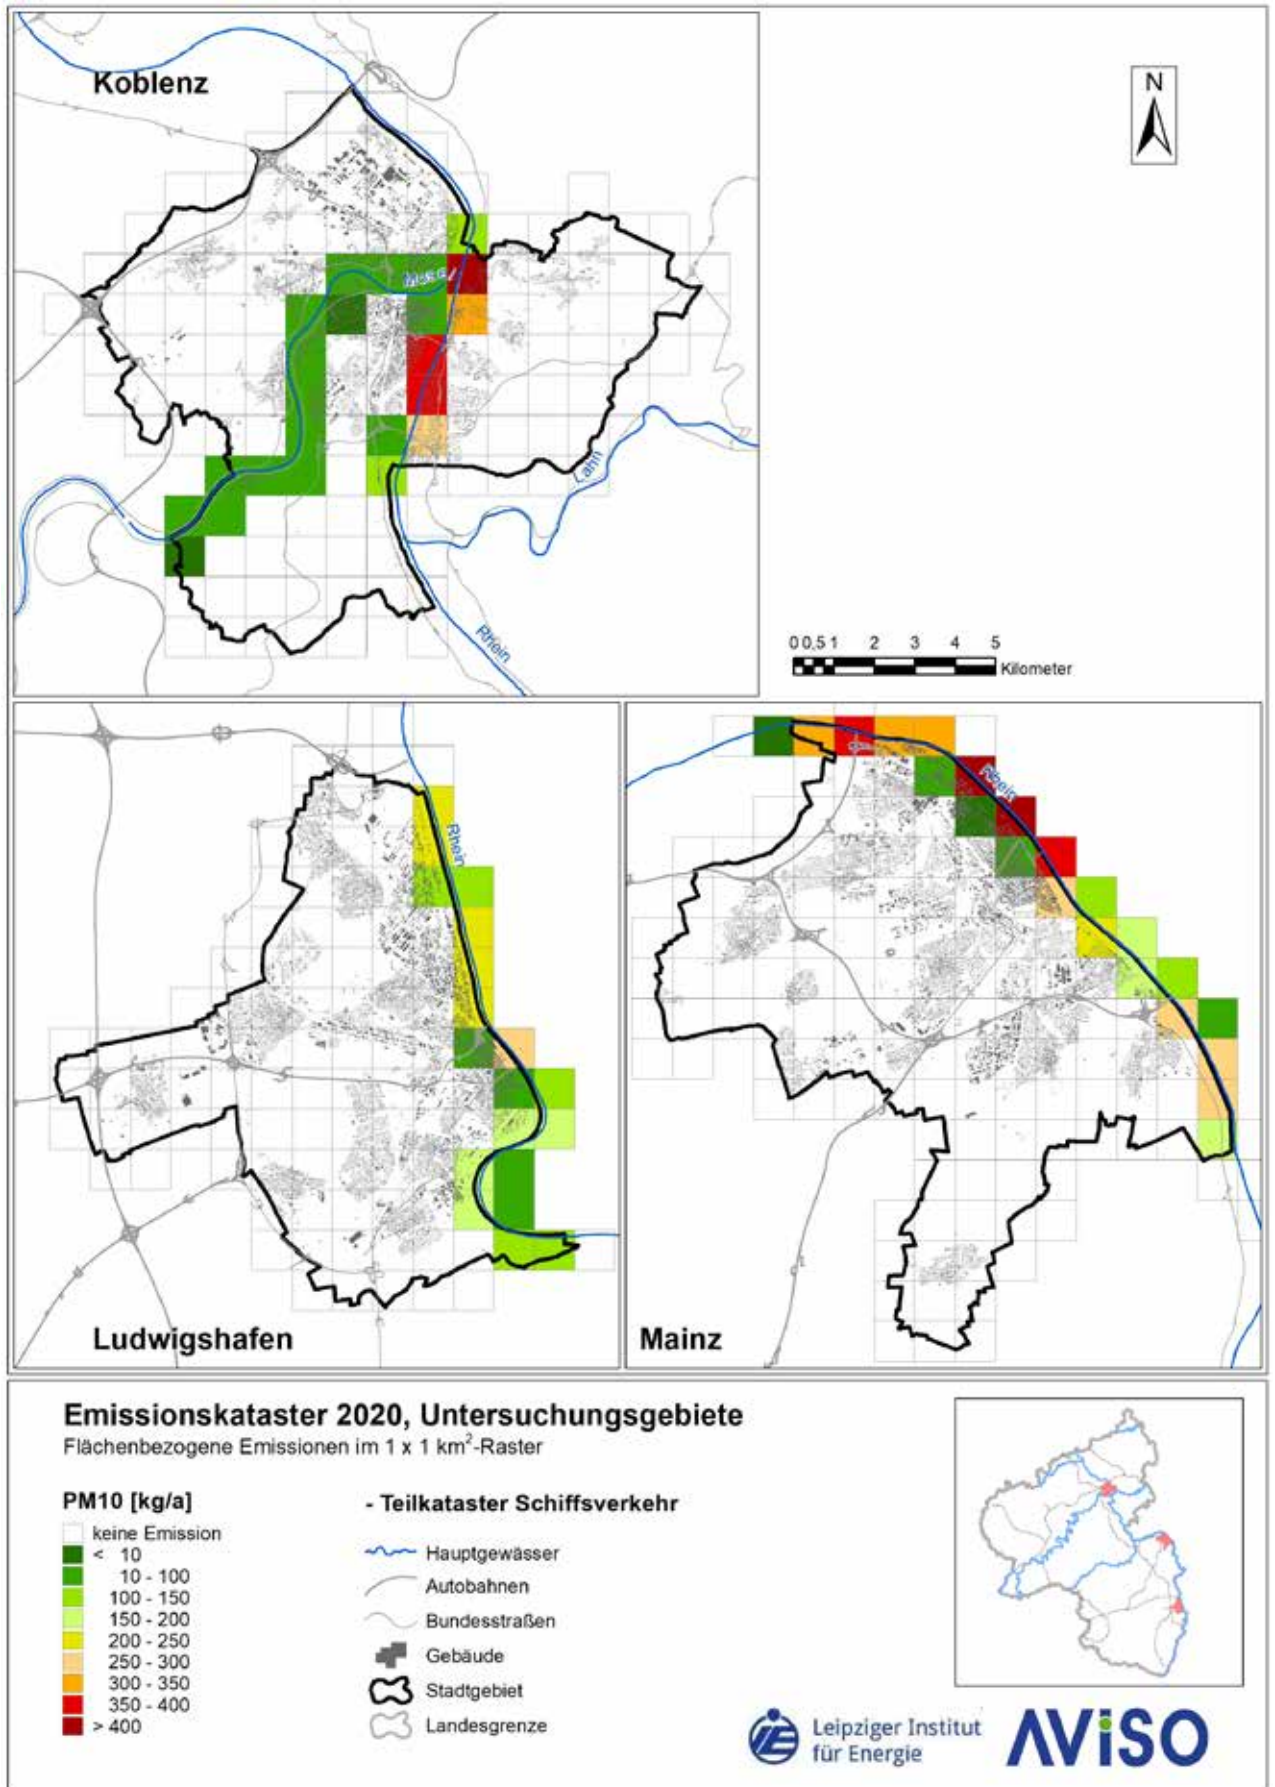 Koblenz
N
Mosel
Lahn
Rhein
0 0,5 1 2 3 4 5
Kilometer
Rhein
Ludwigshafen
Rhein
Mainz
Emissionskataster 2020, Untersuchungsgebiete
Flächenbezogene Emissionen im 1 x 1 km²-Raster
PM10 [kg/a]
keine Emission
< 10
10 - 100
100 - 150
150 - 200
200 - 250
250 - 300
300 - 350
350 - 400
> 400
- Teilkataster Schiffsverkehr
Hauptgewässer
Autobahnen
Bundesstraßen
Gebäude
Stadtgebiet
Landesgrenze
Leipziger Institut
für Energie
AViSO